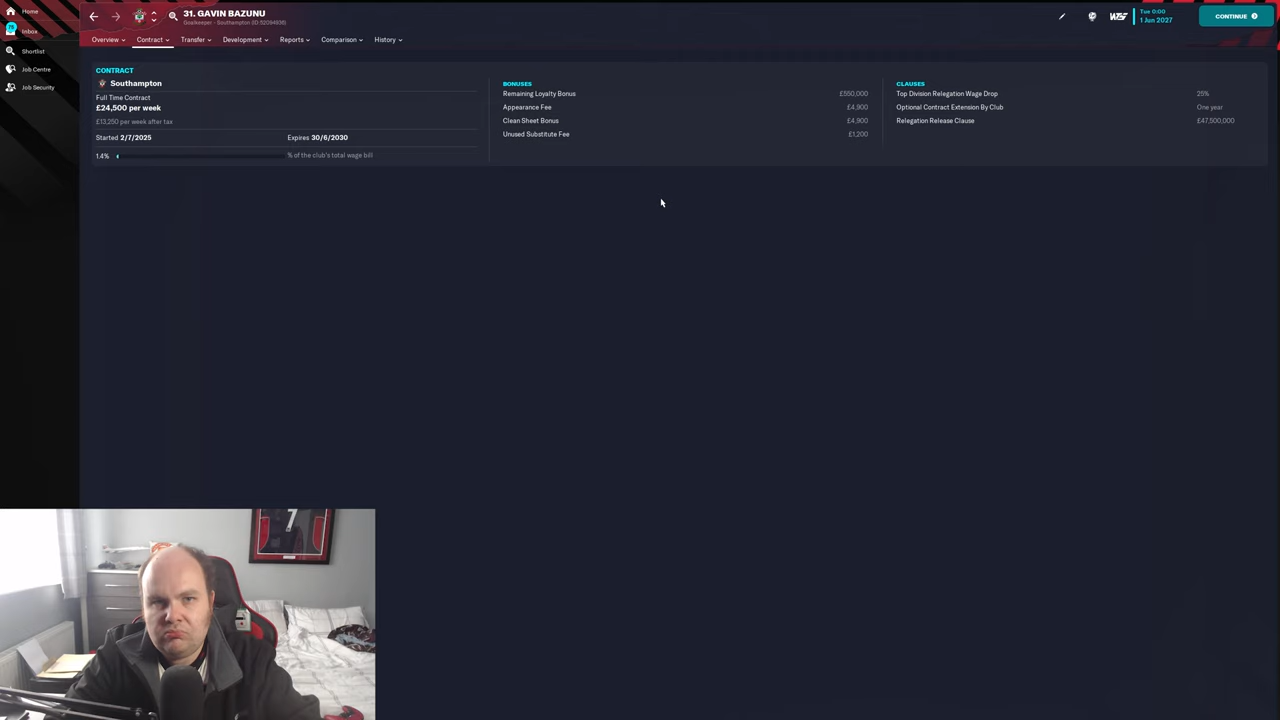 Home
Inbox
Shortlist
Job Centre
Job Security
31. GAVIN BAZUNU
Goalkeeper - Southampton (ID 52094936)
Tue 0:00
1 Jun 2027
CONTINUE
Overview
Contract
Transfer
Development
Reports
Comparison
History
CONTRACT
Southampton
Full Time Contract
£24,500 per week
£13,250 per week after tax
Started 2/7/2025
Expires 30/6/2030
1.4%
% of the club's total wage bill
BONUSES
Remaining Loyalty Bonus £550,000
Appearance Fee £4,900
Clean Sheet Bonus £4,900
Unused Substitute Fee £1,200
CLAUSES
Top Division Relegation Wage Drop 25%
Optional Contract Extension By Club One year
Relegation Release Clause £47,500,000
7